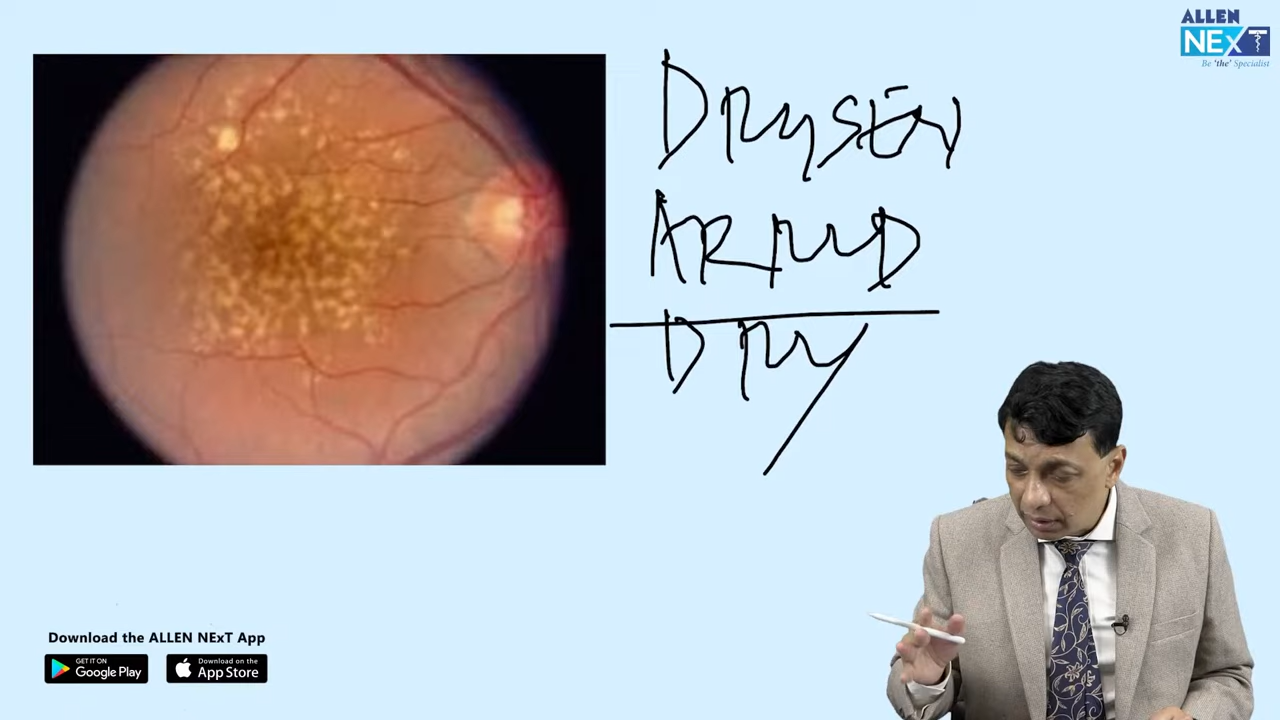 ALLEN
NExT
Be 'the' Specialist
DRUSEN
ARMD
DRY
Download the ALLEN NExT App
GET IT ON
Google Play
Download on the
App Store